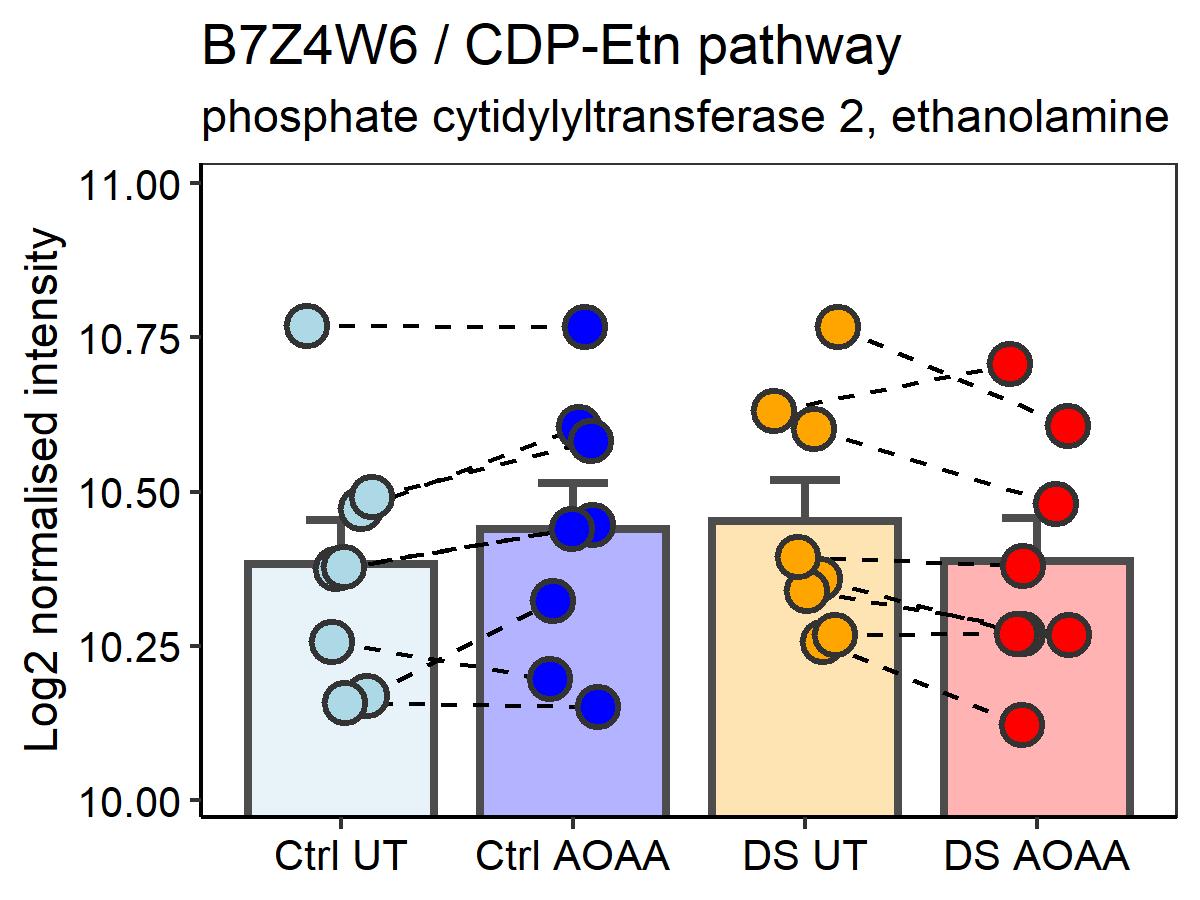 B7Z4W6 / CDP-Etn pathway
phosphate cytidylyltransferase 2, ethanolamine
Log2 normalised intensity
11.00
10.75
10.50
10.25
10.00
Ctrl UT
Ctrl AOAA
DS UT
DS AOAA